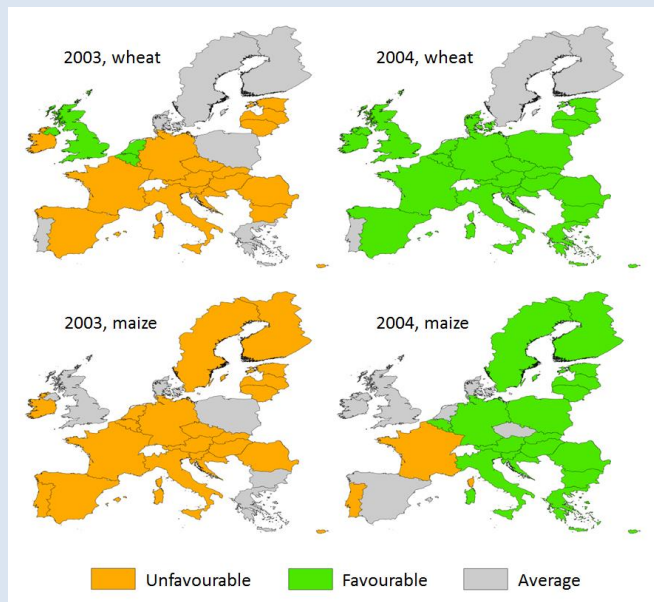 2003, wheat
2004, wheat
2003, maize
2004, maize
Unfavourable
Favourable
Average